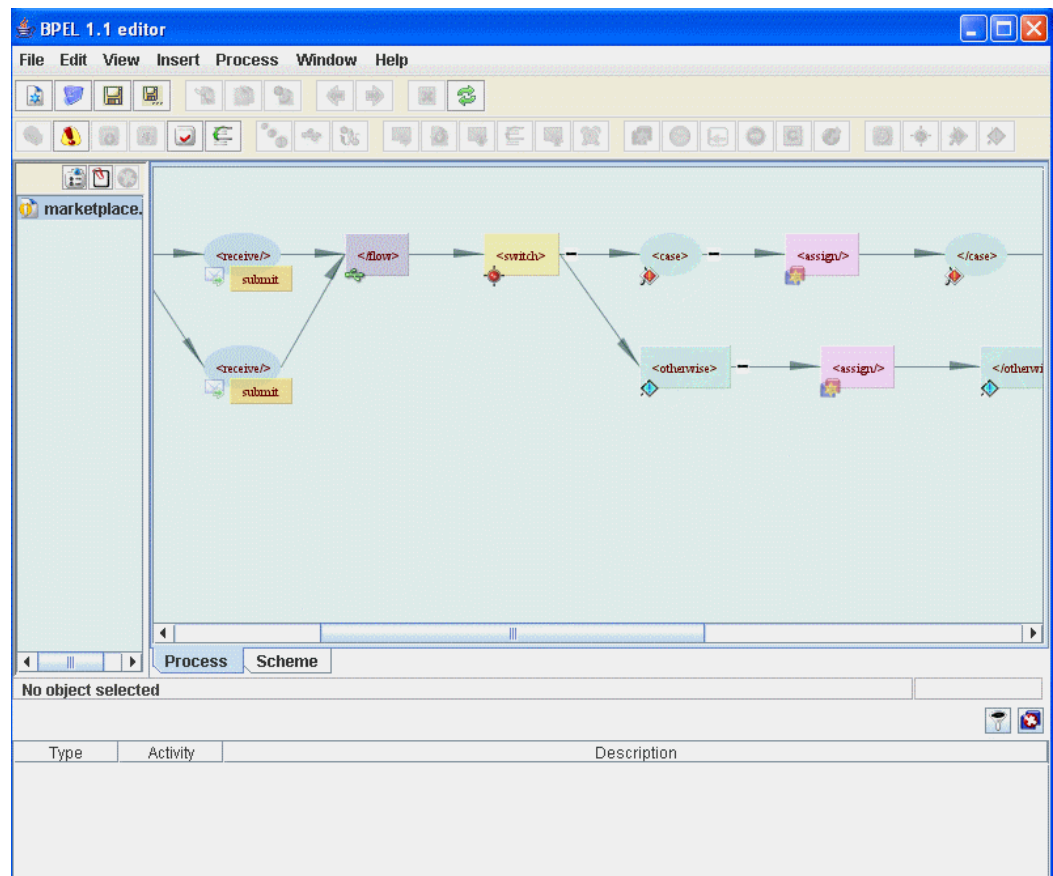 BPEL 1.1 editor
File Edit View Insert Process Window Help
marketplace.
<receive/> </flow> <switch> <case> <assign/> </case>
submit
<receive/> <otherwise> <assign/> </otherwi
submit
Process Scheme
No object selected
Type Activity Description